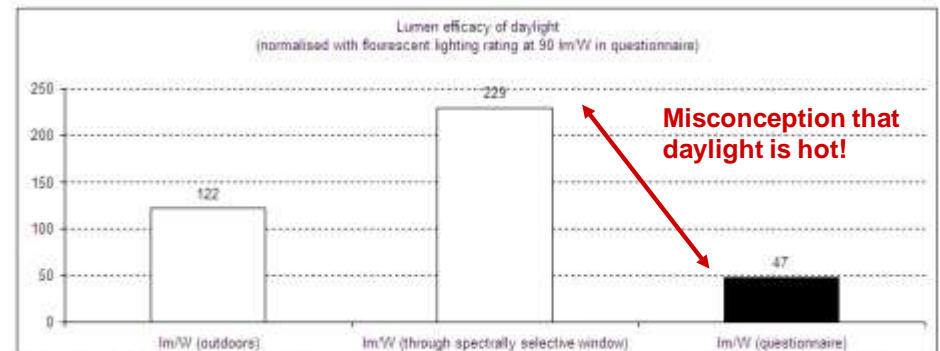 Lumen efficacy of daylight
(normalised with flourescent lighting rating at 90 lm/W in questionnaire)
250
229
Misconception that
daylight is hot!
200
150
122
100
50
47
0
lm/W (outdoors)
lm/W (through spectrally selective window)
lm/W (questionnaire)